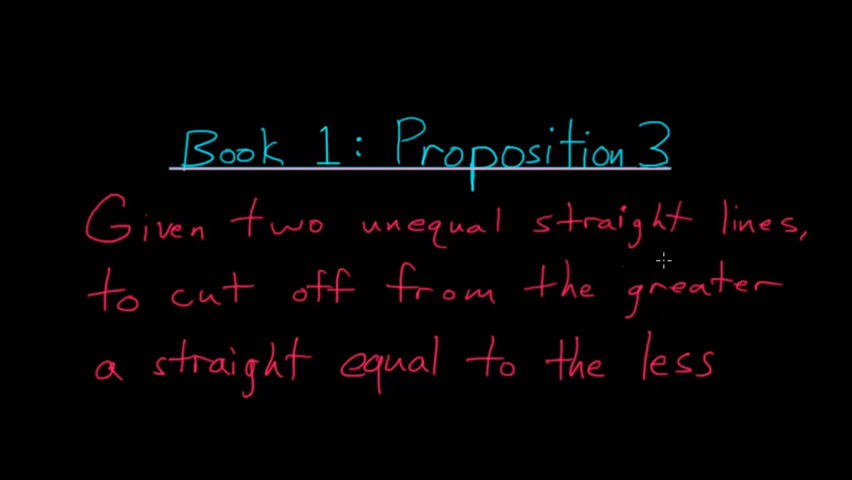 Book 1: Proposition 3
Given two unequal straight lines,
to cut off from the greater
a straight equal to the less